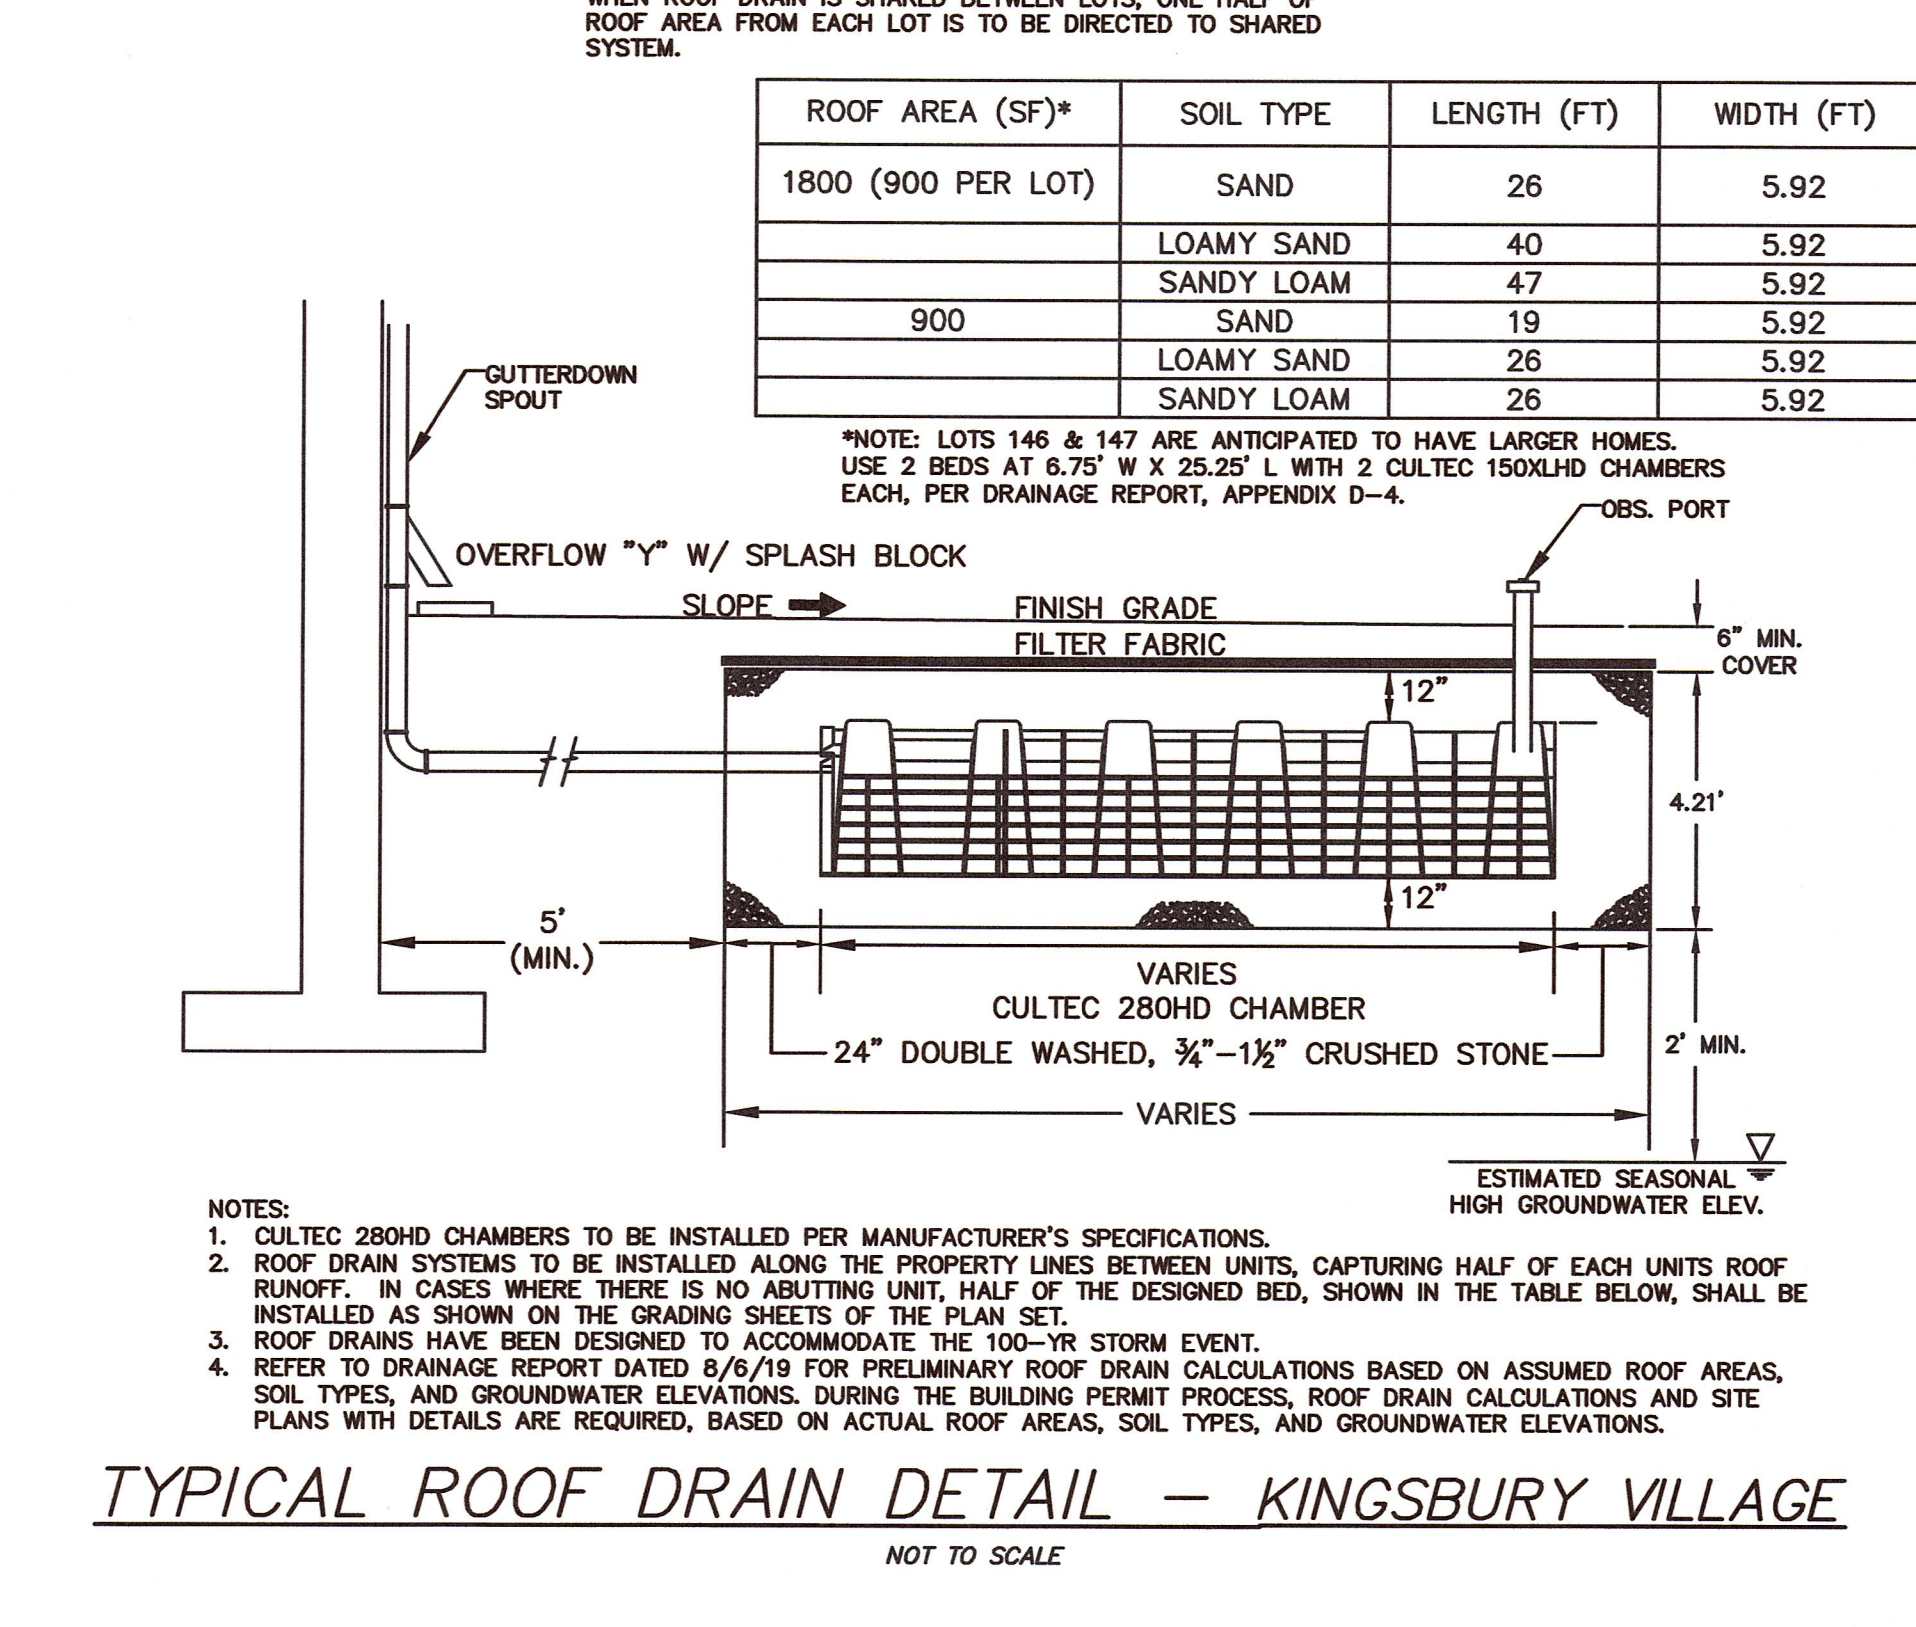 WHEN ROOF DRAIN IS SHARED BETWEEN LOTS, ONE HALF OF
ROOF AREA FROM EACH LOT IS TO BE DIRECTED TO SHARED
SYSTEM.
ROOF AREA (SF)* SOIL TYPE LENGTH (FT) WIDTH (FT)
1800 (900 PER LOT) SAND 26 5.92
LOAMY SAND 40 5.92
SANDY LOAM 47 5.92
900 SAND 19 5.92
LOAMY SAND 26 5.92
SANDY LOAM 26 5.92
*NOTE: LOTS 146 & 147 ARE ANTICIPATED TO HAVE LARGER HOMES.
USE 2 BEDS AT 6.75' W X 25.25' L WITH 2 CULTEC 150XLHD CHAMBERS
EACH, PER DRAINAGE REPORT, APPENDIX D-4.
GUTTERDOWN
SPOUT
OBS. PORT
OVERFLOW "Y" W/ SPLASH BLOCK
SLOPE
FINISH GRADE
FILTER FABRIC
6" MIN.
COVER
12"
4.21'
12"
5'
(MIN.)
VARIES
CULTEC 280HD CHAMBER
24" DOUBLE WASHED, ¾"-1½" CRUSHED STONE
2' MIN.
VARIES
ESTIMATED SEASONAL
HIGH GROUNDWATER ELEV.
NOTES:
1. CULTEC 280HD CHAMBERS TO BE INSTALLED PER MANUFACTURER'S SPECIFICATIONS.
2. ROOF DRAIN SYSTEMS TO BE INSTALLED ALONG THE PROPERTY LINES BETWEEN UNITS, CAPTURING HALF OF EACH UNITS ROOF
RUNOFF. IN CASES WHERE THERE IS NO ABUTTING UNIT, HALF OF THE DESIGNED BED, SHOWN IN THE TABLE BELOW, SHALL BE
INSTALLED AS SHOWN ON THE GRADING SHEETS OF THE PLAN SET.
3. ROOF DRAINS HAVE BEEN DESIGNED TO ACCOMMODATE THE 100-YR STORM EVENT.
4. REFER TO DRAINAGE REPORT DATED 8/6/19 FOR PRELIMINARY ROOF DRAIN CALCULATIONS BASED ON ASSUMED ROOF AREAS,
SOIL TYPES, AND GROUNDWATER ELEVATIONS. DURING THE BUILDING PERMIT PROCESS, ROOF DRAIN CALCULATIONS AND SITE
PLANS WITH DETAILS ARE REQUIRED, BASED ON ACTUAL ROOF AREAS, SOIL TYPES, AND GROUNDWATER ELEVATIONS.
TYPICAL ROOF DRAIN DETAIL - KINGSBURY VILLAGE
NOT TO SCALE